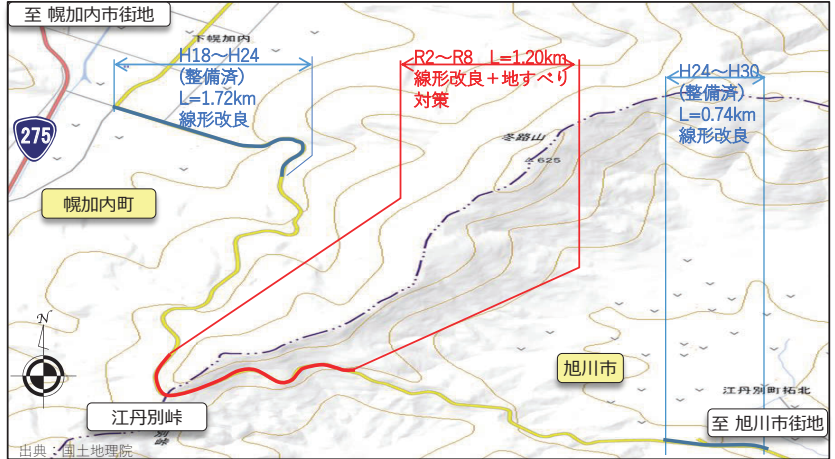 至 幌加内市街地
下幌加内
H18～H24
(整備済)
L=1.72km
線形改良
R2～R8 L=1.20km
線形改良＋地すべり
対策
H24～H30
(整備済)
L=0.74km
線形改良
275
冬路山
625
幌加内町
N
旭川市
江丹別町拓北
江丹別峠
別
峠
至 旭川市街地
出典：国土地理院